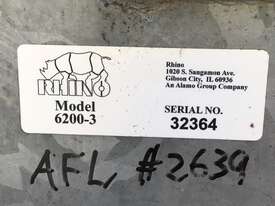 RHINO
Model
6200-3
Rhino
1020 S. Sangamon Ave.
Gibson City, IL 60936
An Alamo Group Company
SERIAL NO.
32364
AFL #2639